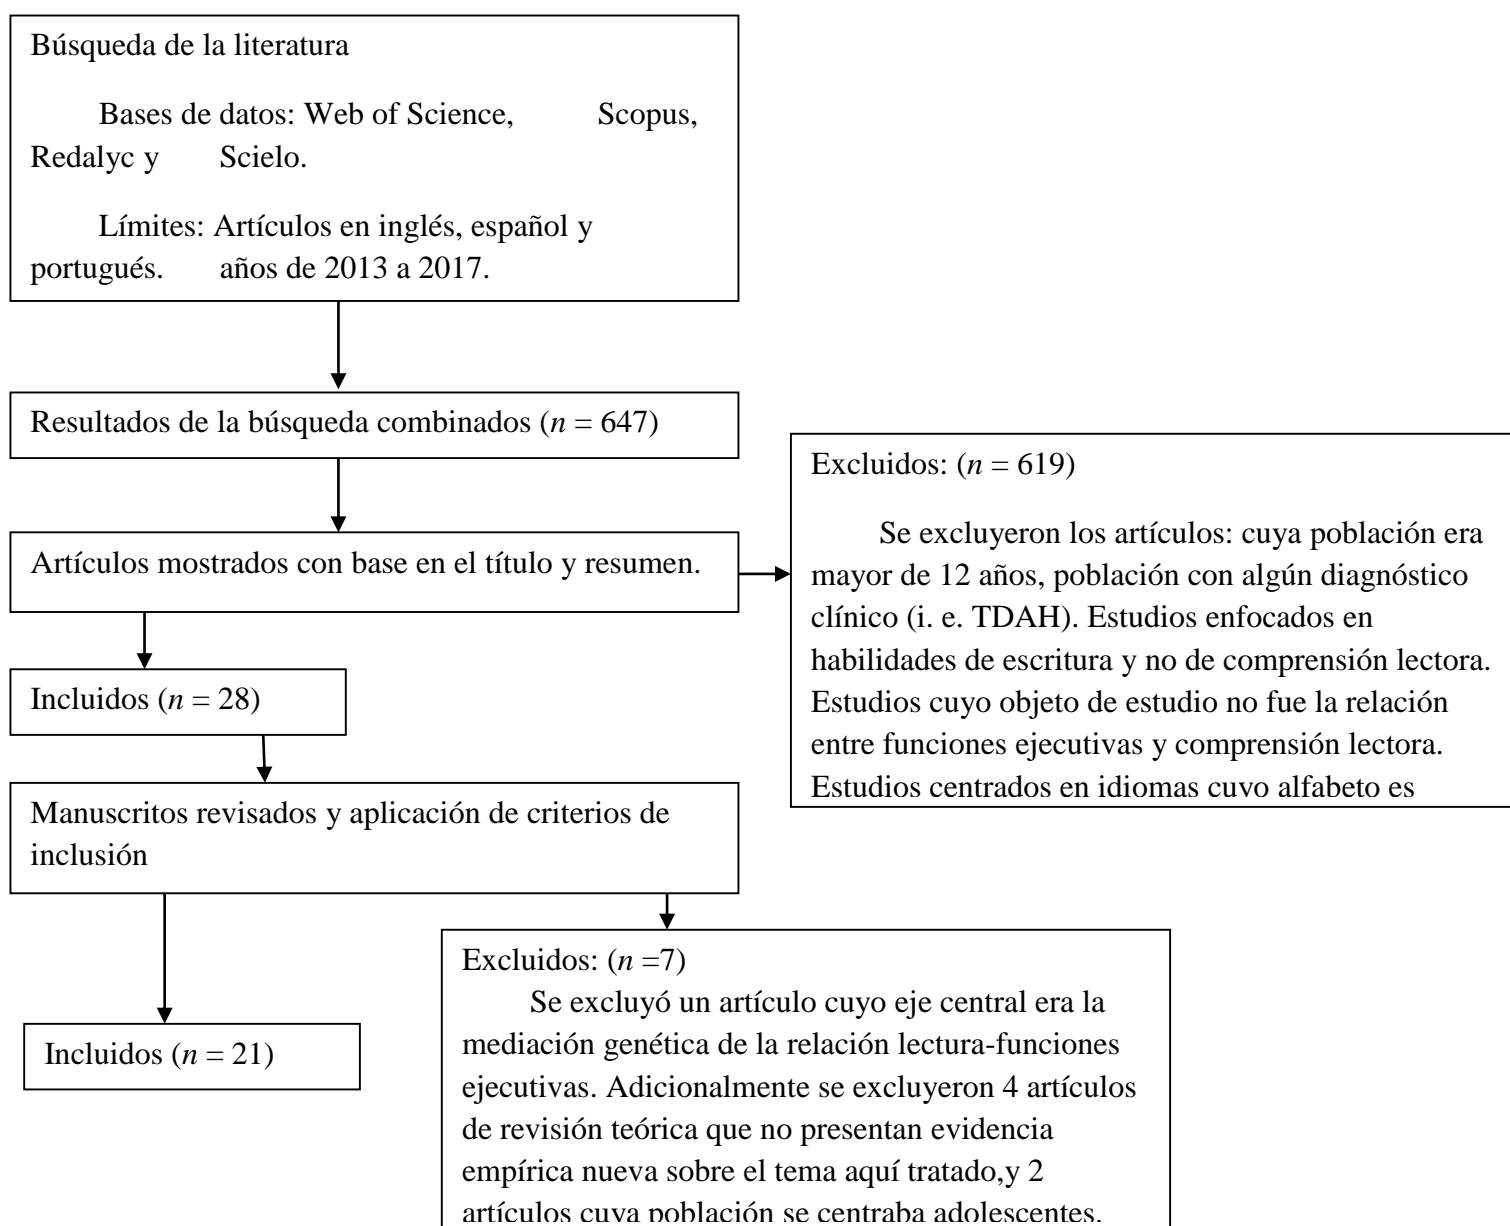 Búsqueda de la literatura
Bases de datos: Web of Science, Scopus,
Redalyc y Scielo.
Límites: Artículos en inglés, español y
portugués. años de 2013 a 2017.
Resultados de la búsqueda combinados (n = 647)
Artículos mostrados con base en el título y resumen.
Excluidos: (n = 619)
Se excluyeron los artículos: cuya población era
mayor de 12 años, población con algún diagnóstico
clínico (i. e. TDAH). Estudios enfocados en
habilidades de escritura y no de comprensión lectora.
Estudios cuyo objeto de estudio no fue la relación
entre funciones ejecutivas y comprensión lectora.
Estudios centrados en idiomas cuyo alfabeto es
Incluidos (n = 28)
Manuscritos revisados y aplicación de criterios de
inclusión
Excluidos: (n =7)
Se excluyó un artículo cuyo eje central era la
mediación genética de la relación lectura-funciones
ejecutivas. Adicionalmente se excluyeron 4 artículos
de revisión teórica que no presentan evidencia
empírica nueva sobre el tema aquí tratado,y 2
artículos cuya población se centraba adolescentes.
Incluidos (n = 21)